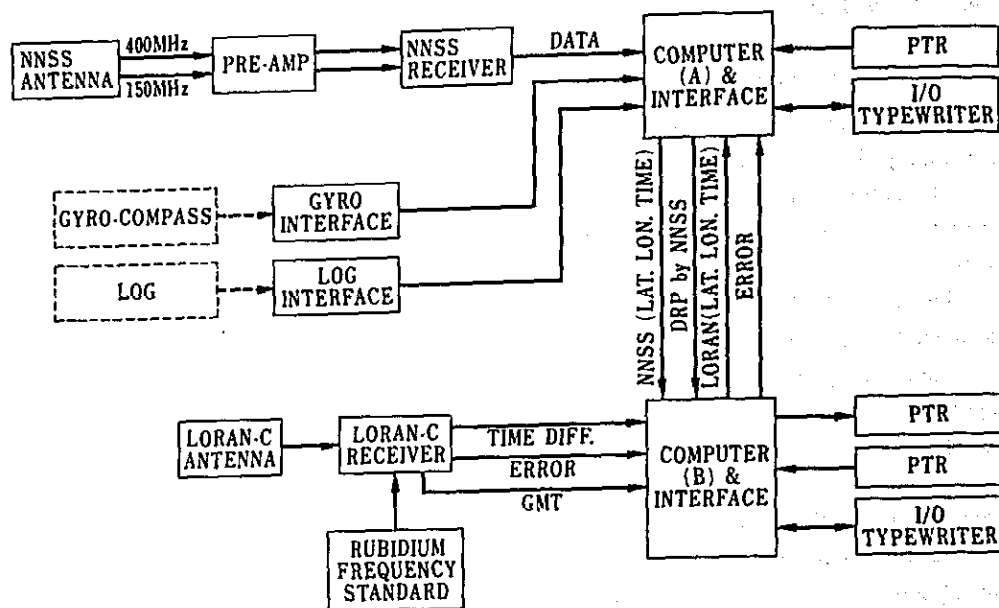 NNSS
ANTENNA
400MHz
150MHz
PRE-AMP
NNSS
RECEIVER
DATA
COMPUTER
(A) &
INTERFACE
PTR
I/O
TYPEWRITER
GYRO-COMPASS
GYRO
INTERFACE
LOG
LOG
INTERFACE
NNSS (LAT. LON. TIME)
DRP by NNSS
LORAN(LAT. LON. TIME)
ERROR
LORAN-C
ANTENNA
LORAN-C
RECEIVER
TIME DIFF.
ERROR
GMT
COMPUTER
(B) &
INTERFACE
PTR
PTR
I/O
TYPEWRITER
RUBIDIUM
FREQUENCY
STANDARD